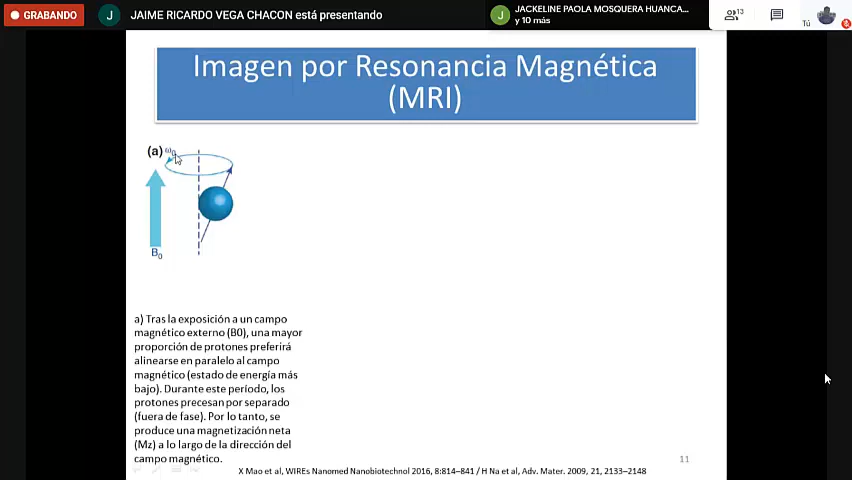 GRABANDO
J
JAIME RICARDO VEGA CHACON está presentando
J
JACKELINE PAOLA MOSQUERA HUANCA...
y 10 más
13
Tú
Imagen por Resonancia Magnética
(MRI)
(a)
ω0
B0
a) Tras la exposición a un campo
magnético externo (B0), una mayor
proporción de protones preferirá
alinearse en paralelo al campo
magnético (estado de energía más
bajo). Durante este período, los
protones precesan por separado
(fuera de fase). Por lo tanto, se
produce una magnetización neta
(Mz) a lo largo de la dirección del
campo magnético.
11
X Mao et al, WIREs Nanomed Nanobiotechnol 2016, 8:814–841 / H Na et al, Adv. Mater. 2009, 21, 2133–2148